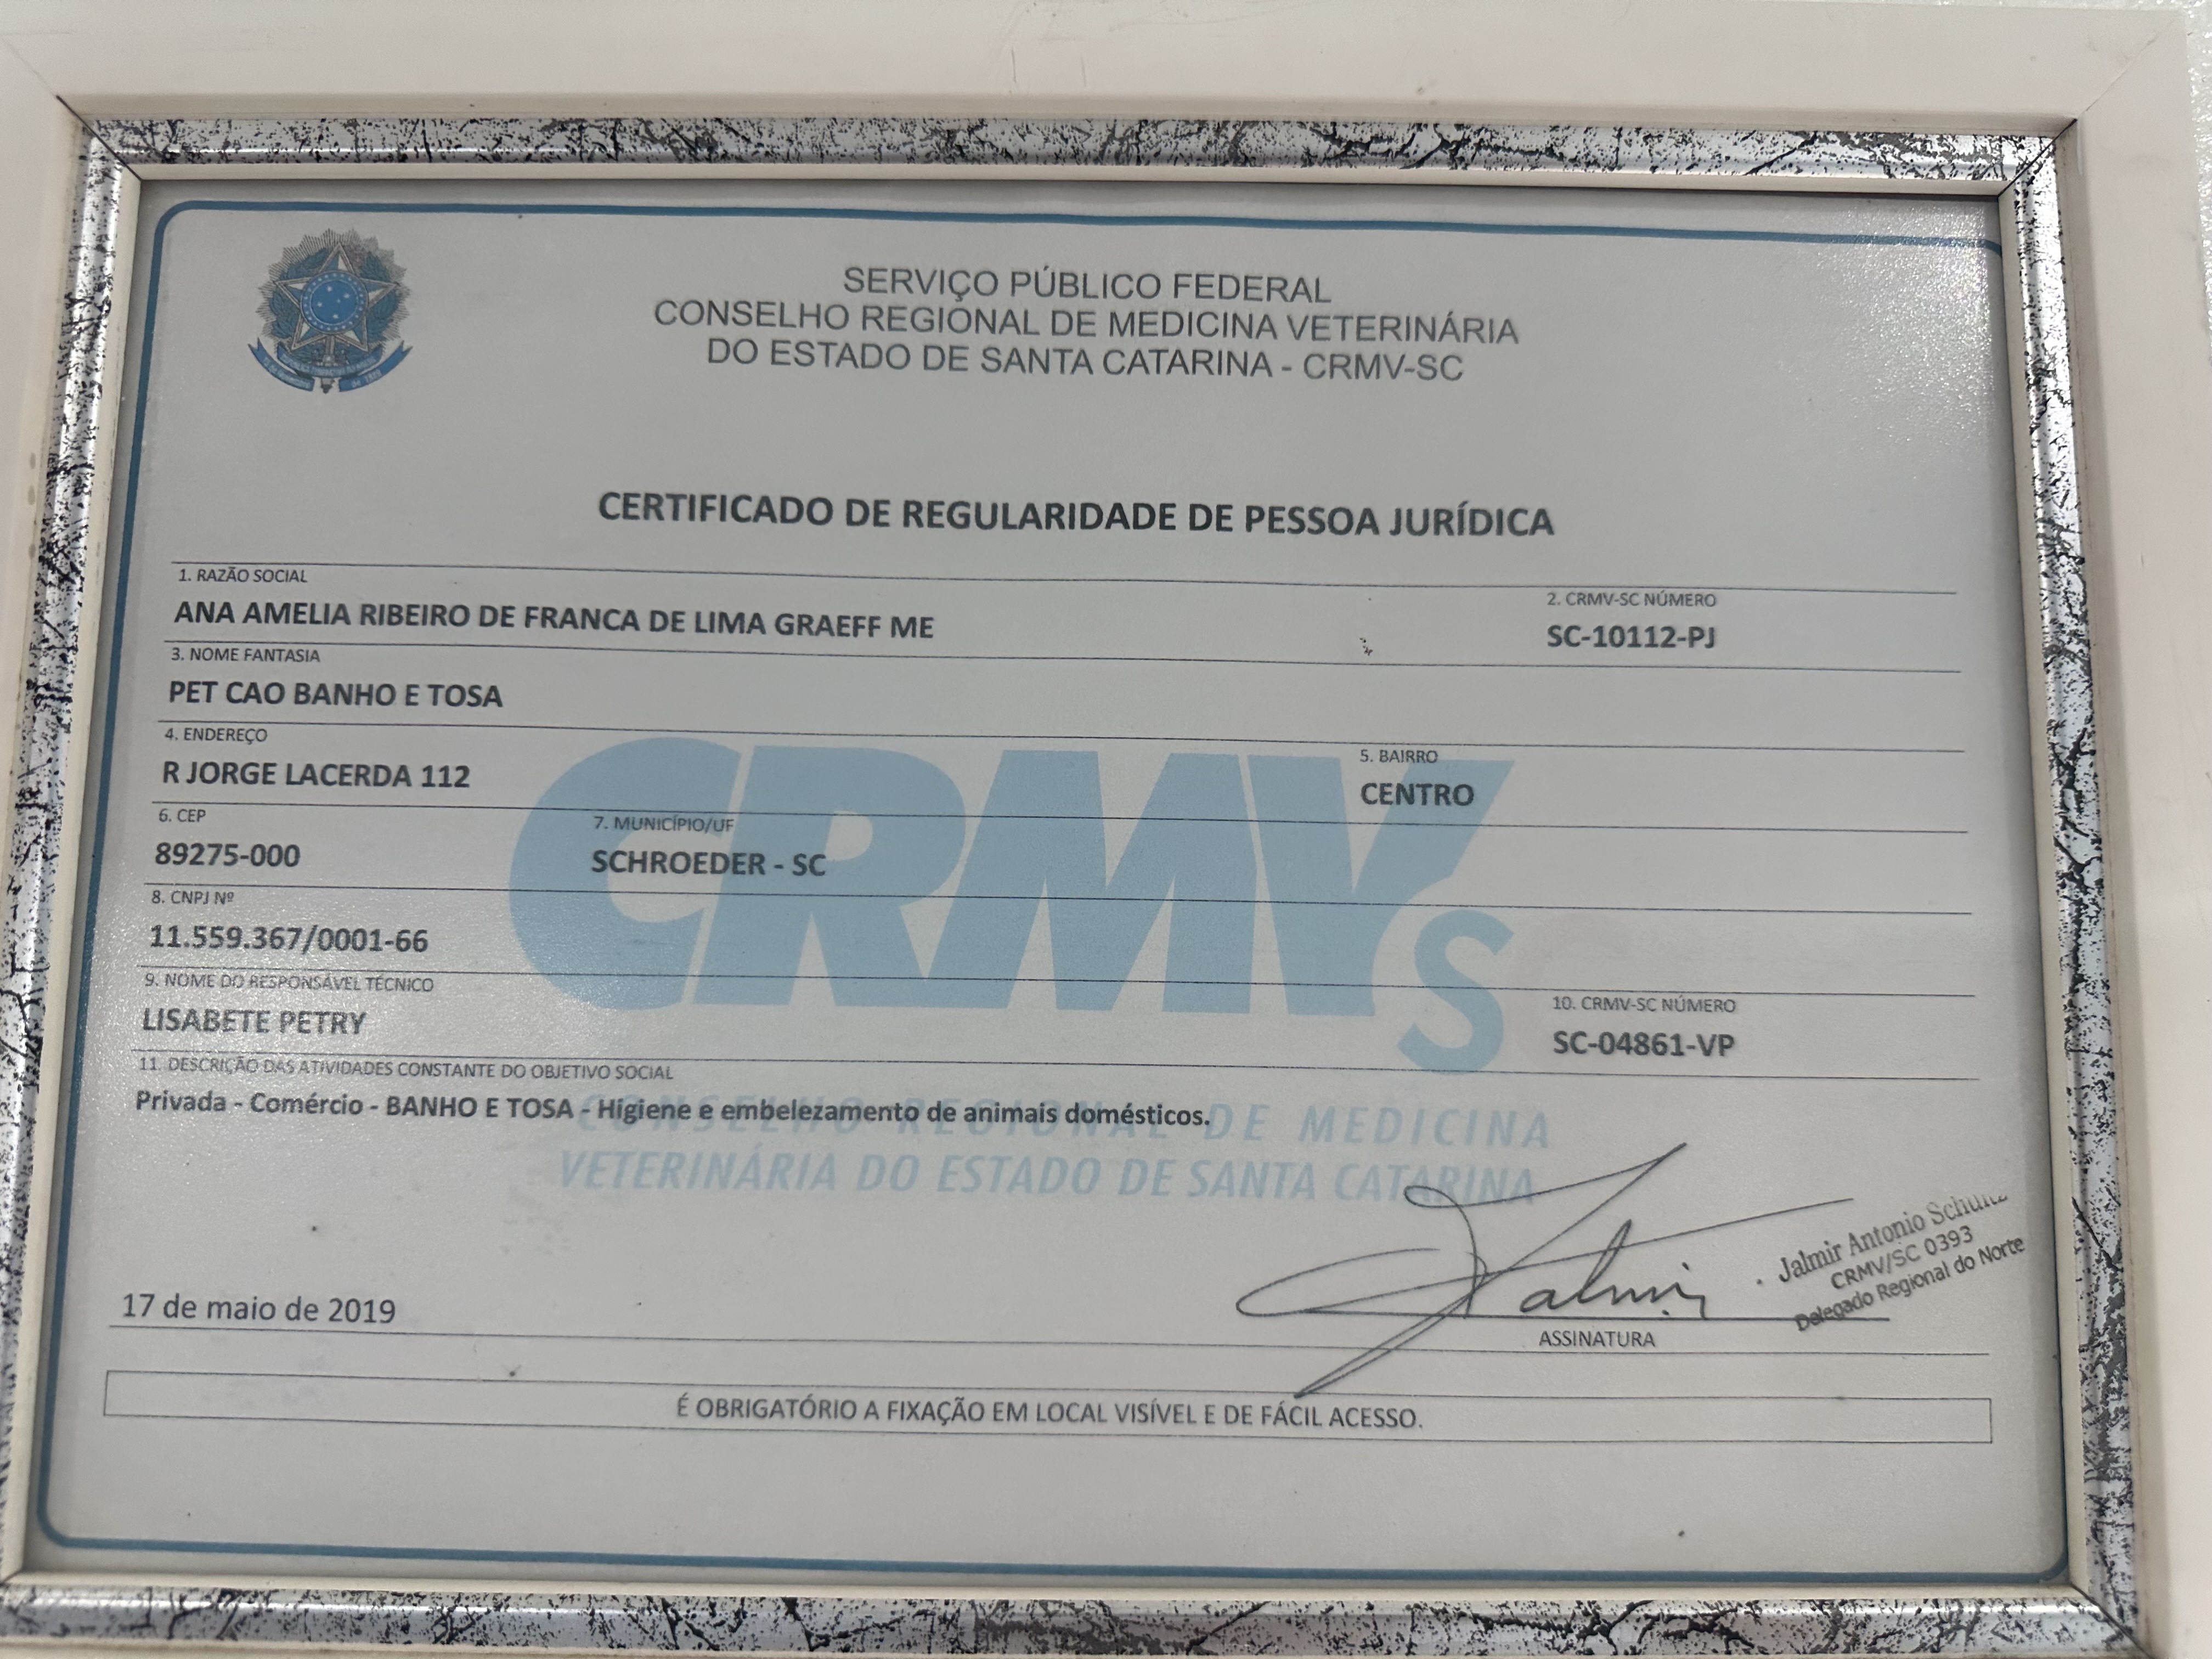 SERVIÇO PÚBLICO FEDERAL
CONSELHO REGIONAL DE MEDICINA VETERINÁRIA
DO ESTADO DE SANTA CATARINA - CRMV-SC
CERTIFICADO DE REGULARIDADE DE PESSOA JURÍDICA
1. RAZÃO SOCIAL
ANA AMELIA RIBEIRO DE FRANCA DE LIMA GRAEFF ME
2. CRMV-SC NÚMERO
SC-10112-PJ
3. NOME FANTASIA
PET CAO BANHO E TOSA
4. ENDEREÇO
R JORGE LACERDA 112
5. BAIRRO
CENTRO
6. CEP
89275-000
7. MUNICÍPIO/UF
SCHROEDER - SC
8. CNPJ Nº
11.559.367/0001-66
9. NOME DO RESPONSÁVEL TÉCNICO
LISABETE PETRY
10. CRMV-SC NÚMERO
SC-04861-VP
11. DESCRIÇÃO DAS ATIVIDADES CONSTANTE DO OBJETIVO SOCIAL
Privada - Comércio - BANHO E TOSA - Higiene e embelezamento de animais domésticos.
CRMV S
CONSELHO REGIONAL DE MEDICINA
VETERINÁRIA DO ESTADO DE SANTA CATARINA
17 de maio de 2019
Jalmir
Jalmir Antonio Schultz
CRMV/SC 0393
Delegado Regional do Norte
ASSINATURA
É OBRIGATÓRIO A FIXAÇÃO EM LOCAL VISÍVEL E DE FÁCIL ACESSO.